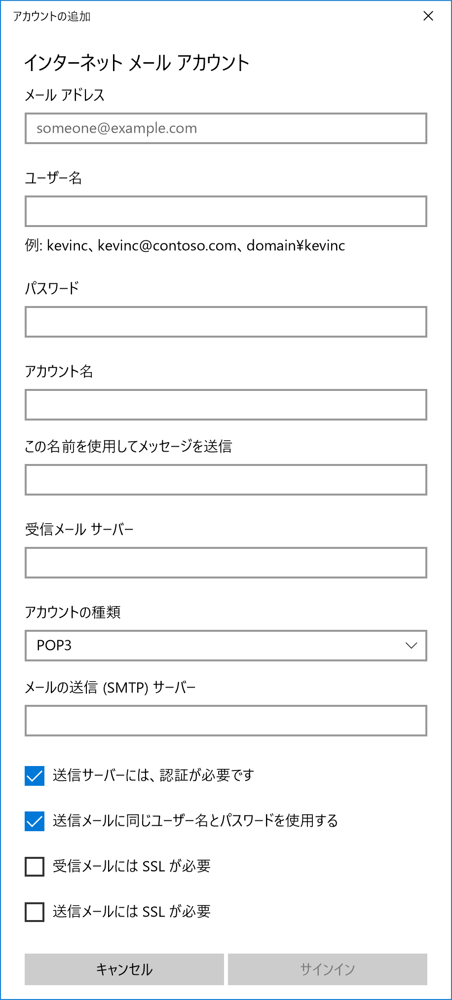 アカウントの追加
インターネット メール アカウント
メール アドレス
someone@example.com
ユーザー名
例: kevinc、kevinc@contoso.com、domain¥kevinc
パスワード
アカウント名
この名前を使用してメッセージを送信
受信メール サーバー
アカウントの種類
POP3
メールの送信 (SMTP) サーバー
送信サーバーには、認証が必要です
送信メールに同じユーザー名とパスワードを使用する
受信メールには SSL が必要
送信メールには SSL が必要
キャンセル
サインイン